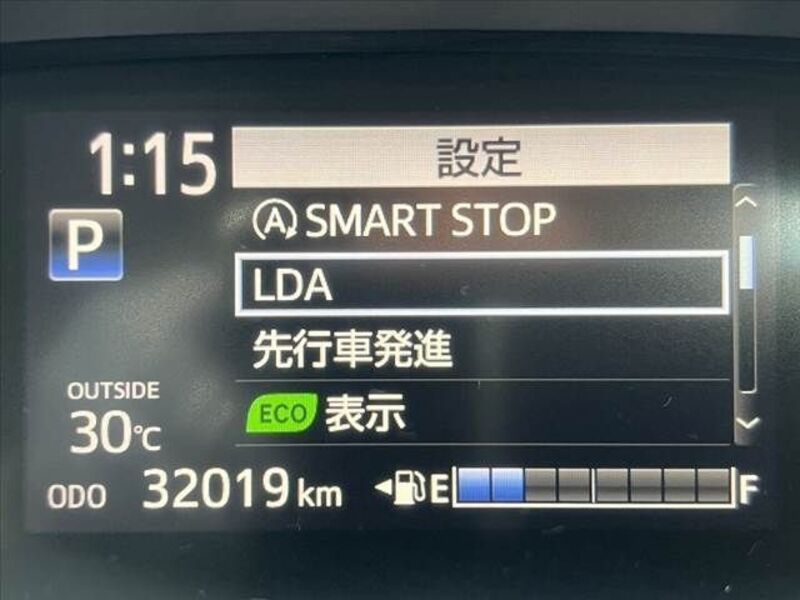 1:15
設定
P
SMART STOP
LDA
先行車発進
ECO 表示
OUTSIDE
30℃
ODO 32019 km
E F